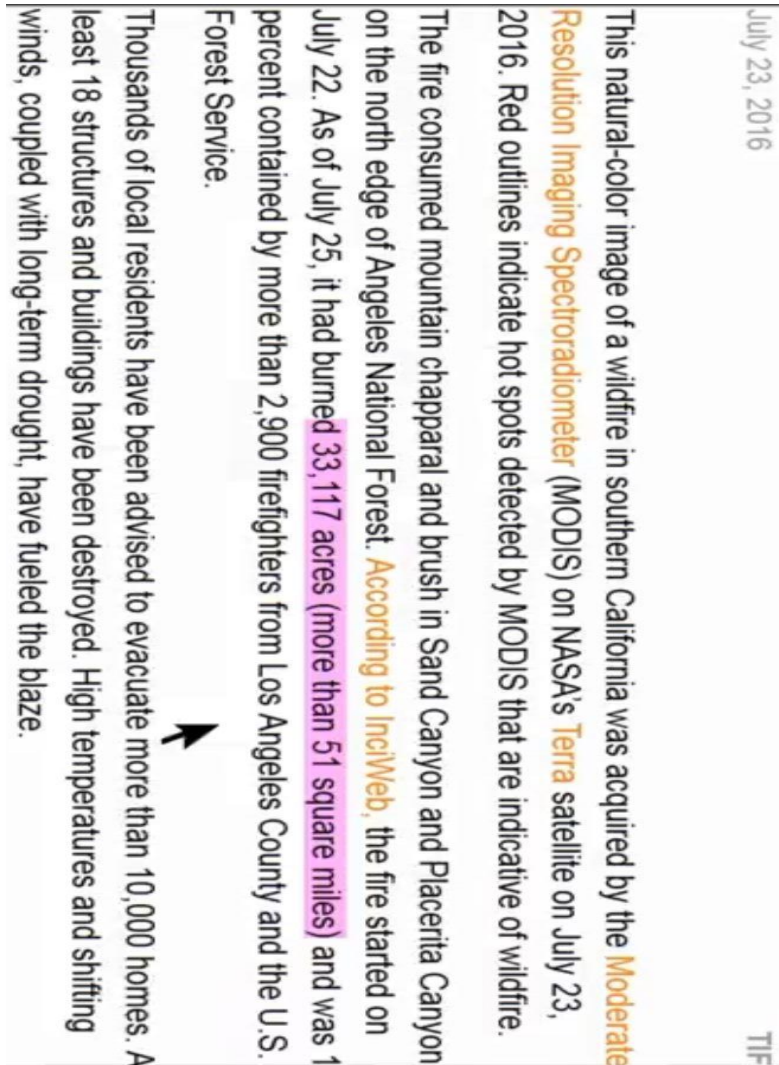 July 23, 2016 TIF
This natural-color image of a wildfire in southern California was acquired by the Moderate
Resolution Imaging Spectroradiometer (MODIS) on NASA's Terra satellite on July 23,
2016. Red outlines indicate hot spots detected by MODIS that are indicative of wildfire.
The fire consumed mountain chapparal and brush in Sand Canyon and Placerita Canyon
on the north edge of Angeles National Forest. According to InciWeb, the fire started on
July 22. As of July 25, it had burned 33,117 acres (more than 51 square miles) and was 1
percent contained by more than 2,900 firefighters from Los Angeles County and the U.S.
Forest Service.
Thousands of local residents have been advised to evacuate more than 10,000 homes. A
least 18 structures and buildings have been destroyed. High temperatures and shifting
winds, coupled with long-term drought, have fueled the blaze.